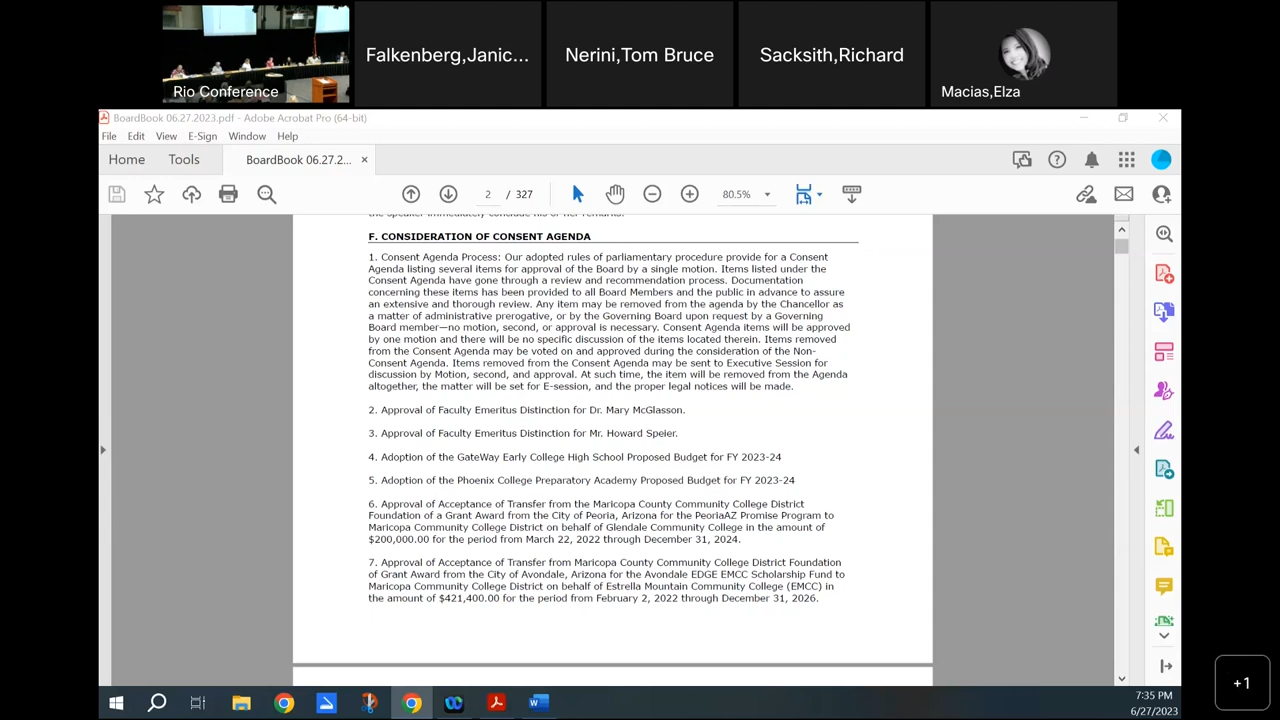 Rio Conference
Falkenberg,Janic...
Nerini,Tom Bruce
Sacksith,Richard
Macias,Elza
BoardBook 06.27.2023.pdf - Adobe Acrobat Pro (64-bit)
File Edit View E-Sign Window Help
Home Tools BoardBook 06.27.2... ×
2 / 327 80.5%
the speaker immediately conclude his or her remarks.
F. CONSIDERATION OF CONSENT AGENDA
1. Consent Agenda Process: Our adopted rules of parliamentary procedure provide for a Consent
Agenda listing several items for approval of the Board by a single motion. Items listed under the
Consent Agenda have gone through a review and recommendation process. Documentation
concerning these items has been provided to all Board Members and the public in advance to assure
an extensive and thorough review. Any item may be removed from the agenda by the Chancellor as
a matter of administrative prerogative, or by the Governing Board upon request by a Governing
Board member—no motion, second, or approval is necessary. Consent Agenda items will be approved
by one motion and there will be no specific discussion of the items located therein. Items removed
from the Consent Agenda may be voted on and approved during the consideration of the Non-
Consent Agenda. Items removed from the Consent Agenda may be sent to Executive Session for
discussion by Motion, second, and approval. At such time, the item will be removed from the Agenda
altogether, the matter will be set for E-session, and the proper legal notices will be made.
2. Approval of Faculty Emeritus Distinction for Dr. Mary McGlasson.
3. Approval of Faculty Emeritus Distinction for Mr. Howard Speier.
4. Adoption of the GateWay Early College High School Proposed Budget for FY 2023-24
5. Adoption of the Phoenix College Preparatory Academy Proposed Budget for FY 2023-24
6. Approval of Acceptance of Transfer from the Maricopa County Community College District
Foundation of a Grant Award from the City of Peoria, Arizona for the PeoriaAZ Promise Program to
Maricopa Community College District on behalf of Glendale Community College in the amount of
$200,000.00 for the period from March 22, 2022 through December 31, 2024.
7. Approval of Acceptance of Transfer from Maricopa County Community College District Foundation
of Grant Award from the City of Avondale, Arizona for the Avondale EDGE EMCC Scholarship Fund to
Maricopa Community College District on behalf of Estrella Mountain Community College (EMCC) in
the amount of $421,400.00 for the period from February 2, 2022 through December 31, 2026.
+1
7:35 PM
6/27/2023